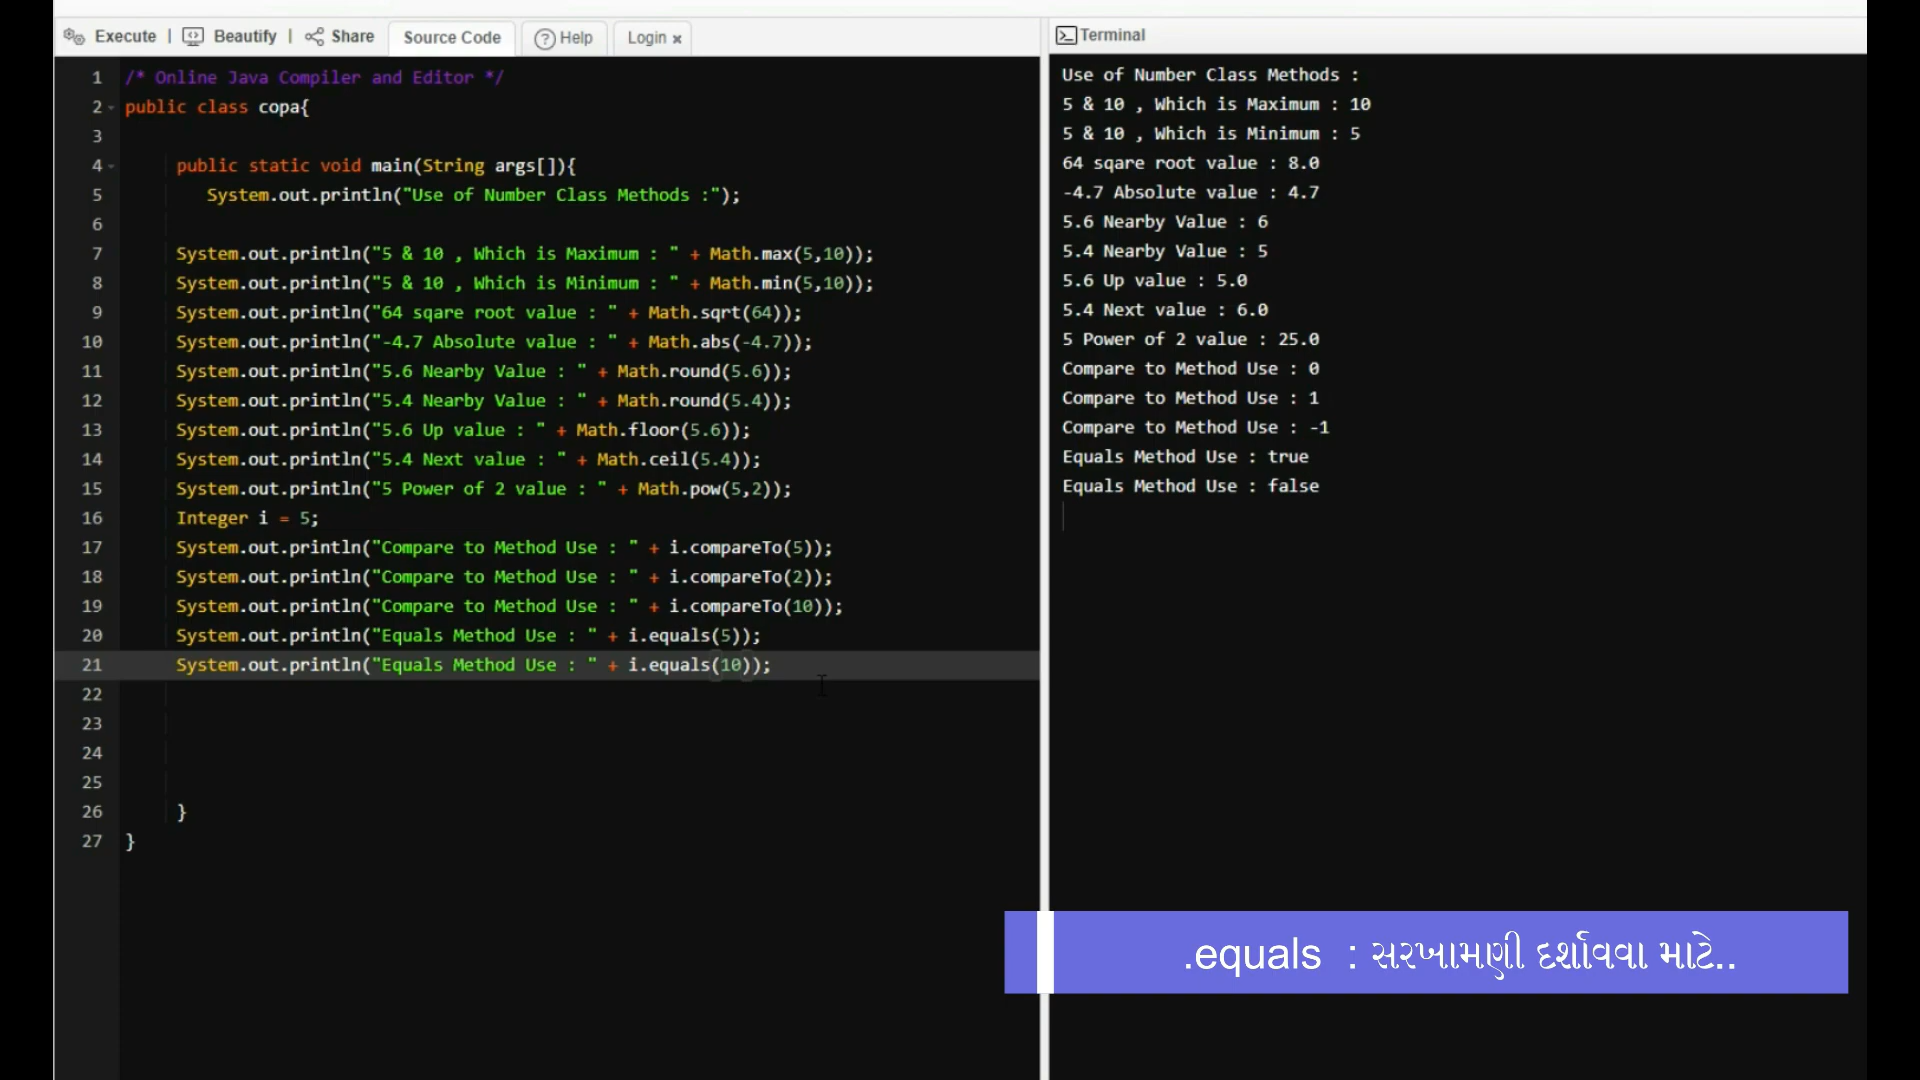 Execute | Beautify | Share Source Code Help Login ×
1 /* Online Java Compiler and Editor */
2 public class copa{
3
4 public static void main(String args[]){
5 System.out.println("Use of Number Class Methods :");
6
7 System.out.println("5 & 10 , Which is Maximum : " + Math.max(5,10));
8 System.out.println("5 & 10 , Which is Minimum : " + Math.min(5,10));
9 System.out.println("64 sqare root value : " + Math.sqrt(64));
10 System.out.println("-4.7 Absolute value : " + Math.abs(-4.7));
11 System.out.println("5.6 Nearby Value : " + Math.round(5.6));
12 System.out.println("5.4 Nearby Value : " + Math.round(5.4));
13 System.out.println("5.6 Up value : " + Math.floor(5.6));
14 System.out.println("5.4 Next value : " + Math.ceil(5.4));
15 System.out.println("5 Power of 2 value : " + Math.pow(5,2));
16 Integer i = 5;
17 System.out.println("Compare to Method Use : " + i.compareTo(5));
18 System.out.println("Compare to Method Use : " + i.compareTo(2));
19 System.out.println("Compare to Method Use : " + i.compareTo(10));
20 System.out.println("Equals Method Use : " + i.equals(5));
21 System.out.println("Equals Method Use : " + i.equals(10));
22
23
24
25
26 }
27 }
Terminal
Use of Number Class Methods :
5 & 10 , Which is Maximum : 10
5 & 10 , Which is Minimum : 5
64 sqare root value : 8.0
-4.7 Absolute value : 4.7
5.6 Nearby Value : 6
5.4 Nearby Value : 5
5.6 Up value : 5.0
5.4 Next value : 6.0
5 Power of 2 value : 25.0
Compare to Method Use : 0
Compare to Method Use : 1
Compare to Method Use : -1
Equals Method Use : true
Equals Method Use : false
.equals : સરખામણી દર્શાવવા માટે..